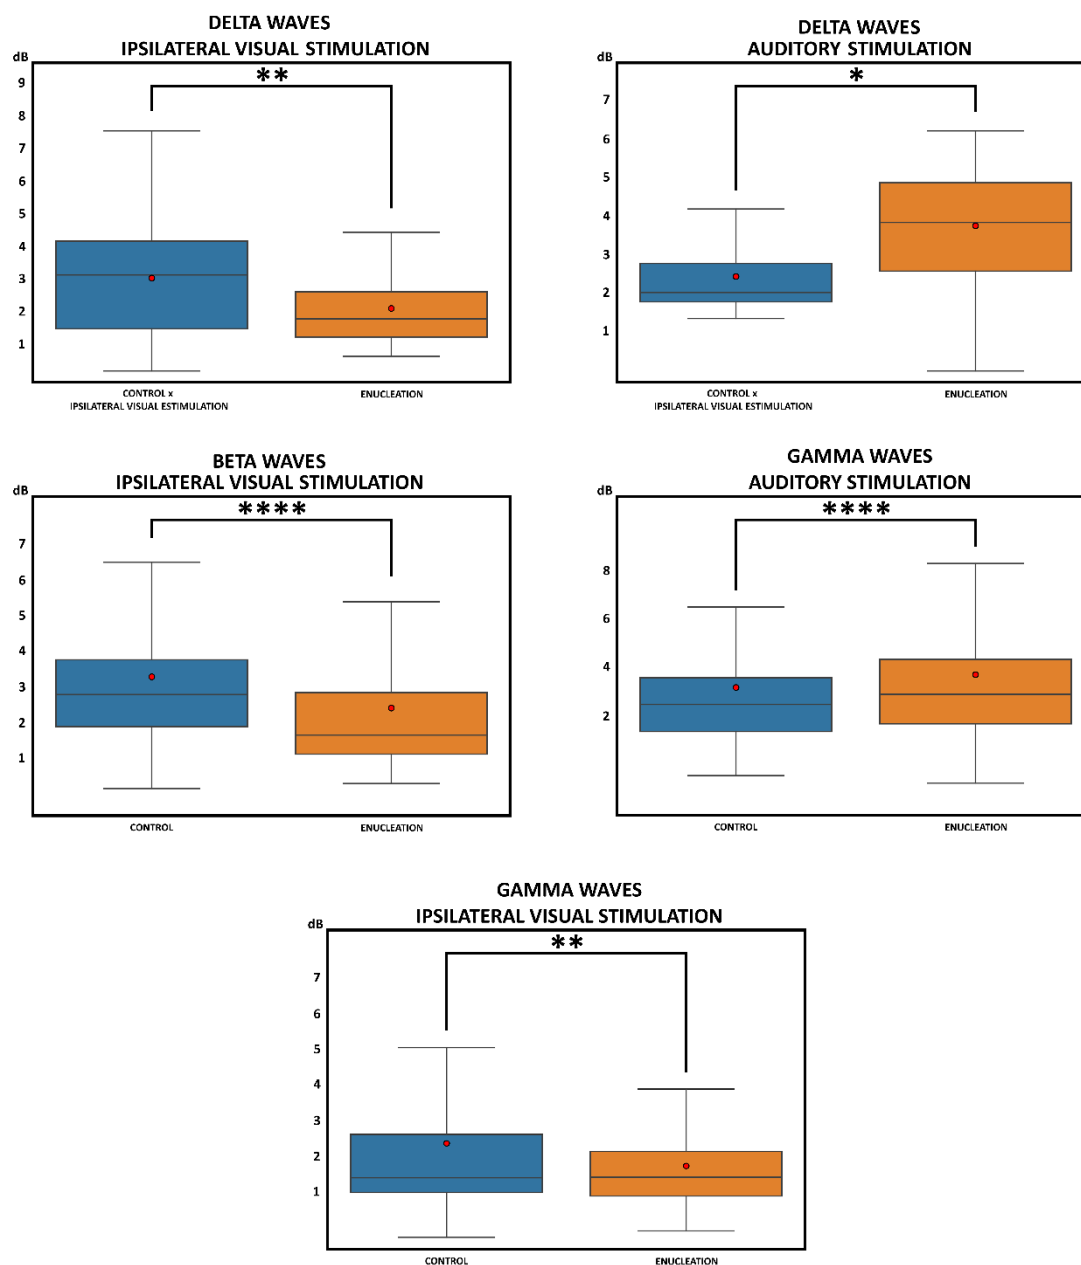 DELTA WAVES
IPSILATERAL VISUAL STIMULATION
dB
**
9
8
7
6
5
4
3
2
1
CONTROL x
IPSILATERAL VISUAL ESTIMULATION
ENUCLEATION
DELTA WAVES
AUDITORY STIMULATION
dB
*
7
6
5
4
3
2
1
CONTROL x
IPSILATERAL VISUAL ESTIMULATION
ENUCLEATION
BETA WAVES
IPSILATERAL VISUAL STIMULATION
dB
****
7
6
5
4
3
2
1
CONTROL
ENUCLEATION
GAMMA WAVES
AUDITORY STIMULATION
dB
****
8
6
4
2
CONTROL
ENUCLEATION
GAMMA WAVES
IPSILATERAL VISUAL STIMULATION
dB
**
7
6
5
4
3
2
1
CONTROL
ENUCLEATION